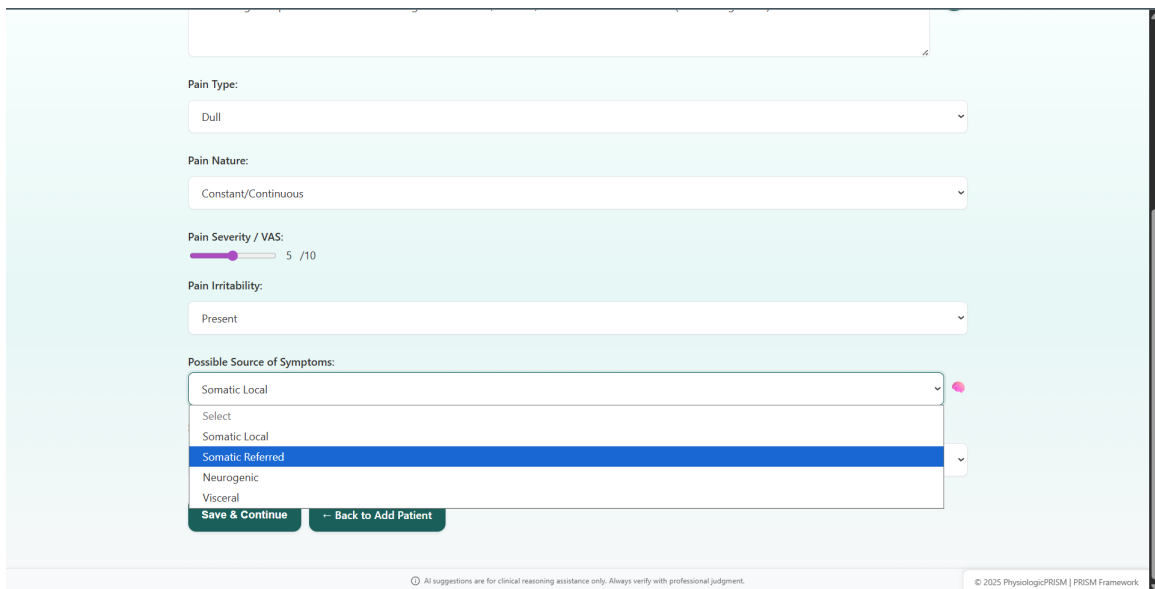 Pain Type:
Dull
Pain Nature:
Constant/Continuous
Pain Severity / VAS:
5 /10
Pain Irritability:
Present
Possible Source of Symptoms:
Somatic Local
Select
Somatic Local
Somatic Referred
Neurogenic
Visceral
Save & Continue
← Back to Add Patient
AI suggestions are for clinical reasoning assistance only. Always verify with professional judgment.
© 2025 PhysiologicPRISM | PRISM Framework